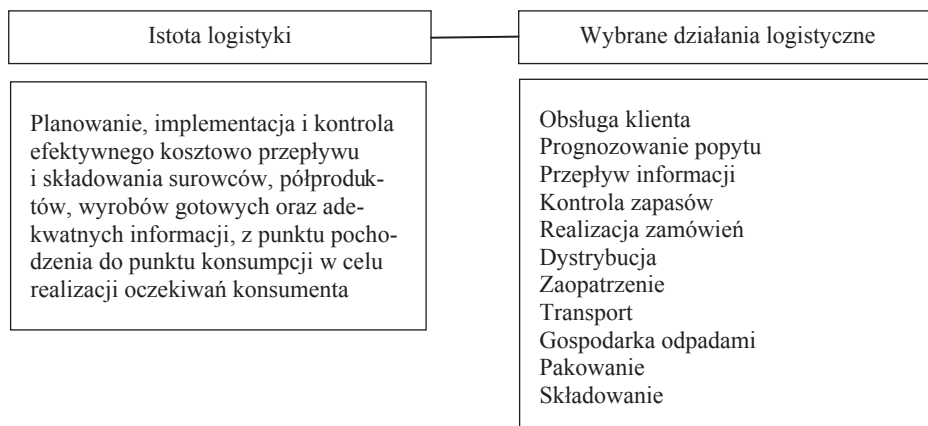 Istota logistyki
Wybrane działania logistyczne
Planowanie, implementacja i kontrola
efektywnego kosztowo przepływu
i składowania surowców, półproduk-
tów, wyrobów gotowych oraz ade-
kwatnych informacji, z punktu pocho-
dzenia do punktu konsumpcji w celu
realizacji oczekiwań konsumenta
Obsługa klienta
Prognozowanie popytu
Przepływ informacji
Kontrola zapasów
Realizacja zamówień
Dystrybucja
Zaopatrzenie
Transport
Gospodarka odpadami
Pakowanie
Składowanie